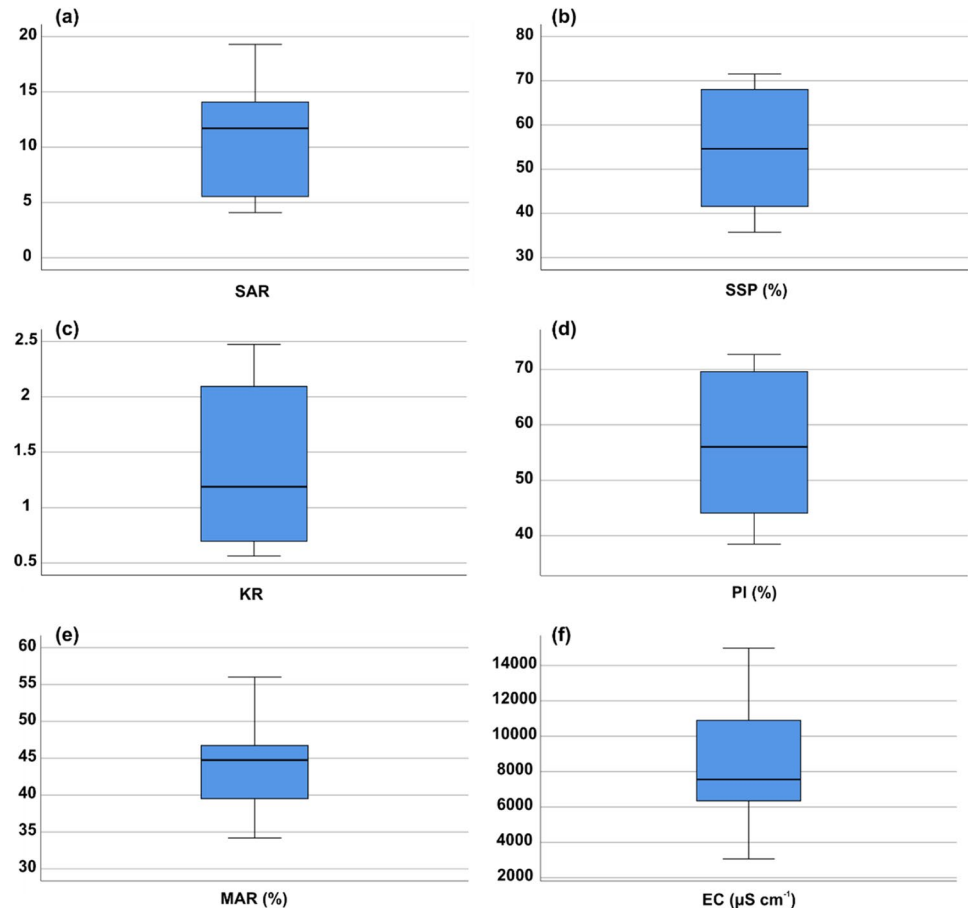 (a)
20
15
10
5
0
SAR
(b)
80
70
60
50
40
30
SSP (%)
(c)
2.5
2
1.5
1
0.5
KR
(d)
70
60
50
40
PI (%)
(e)
60
55
50
45
40
35
30
MAR (%)
(f)
14000
12000
10000
8000
6000
4000
2000
EC (µS cm⁻¹)